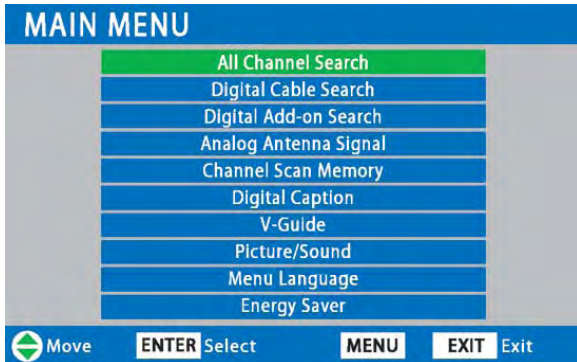 MAIN MENU
All Channel Search
Digital Cable Search
Digital Add-on Search
Analog Antenna Signal
Channel Scan Memory
Digital Caption
V-Guide
Picture/Sound
Menu Language
Energy Saver
Move ENTER Select MENU EXIT Exit